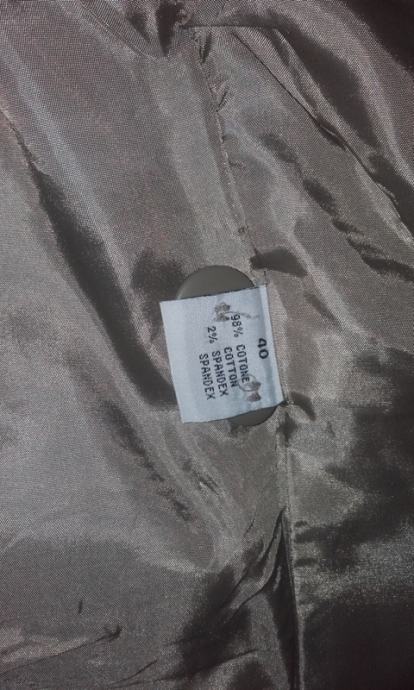 40
98% COTONE
COTTON
2% SPANDEX
SPANDEX